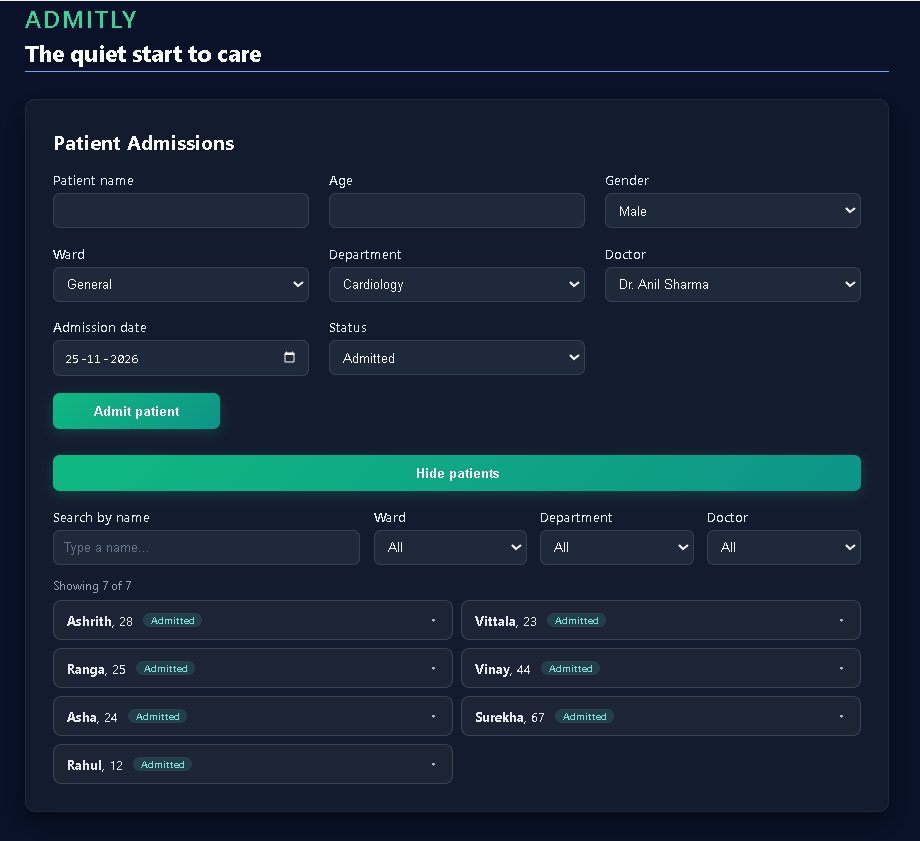 ADMITLY
The quiet start to care
Patient Admissions
Patient name Age Gender
Male
Ward Department Doctor
General Cardiology Dr. Anil Sharma
Admission date Status
25-11-2026 Admitted
Admit patient
Hide patients
Search by name Ward Department Doctor
Type a name... All All All
Showing 7 of 7
Ashrith, 28 Admitted Vittala, 23 Admitted
Ranga, 25 Admitted Vinay, 44 Admitted
Asha, 24 Admitted Surekha, 67 Admitted
Rahul, 12 Admitted